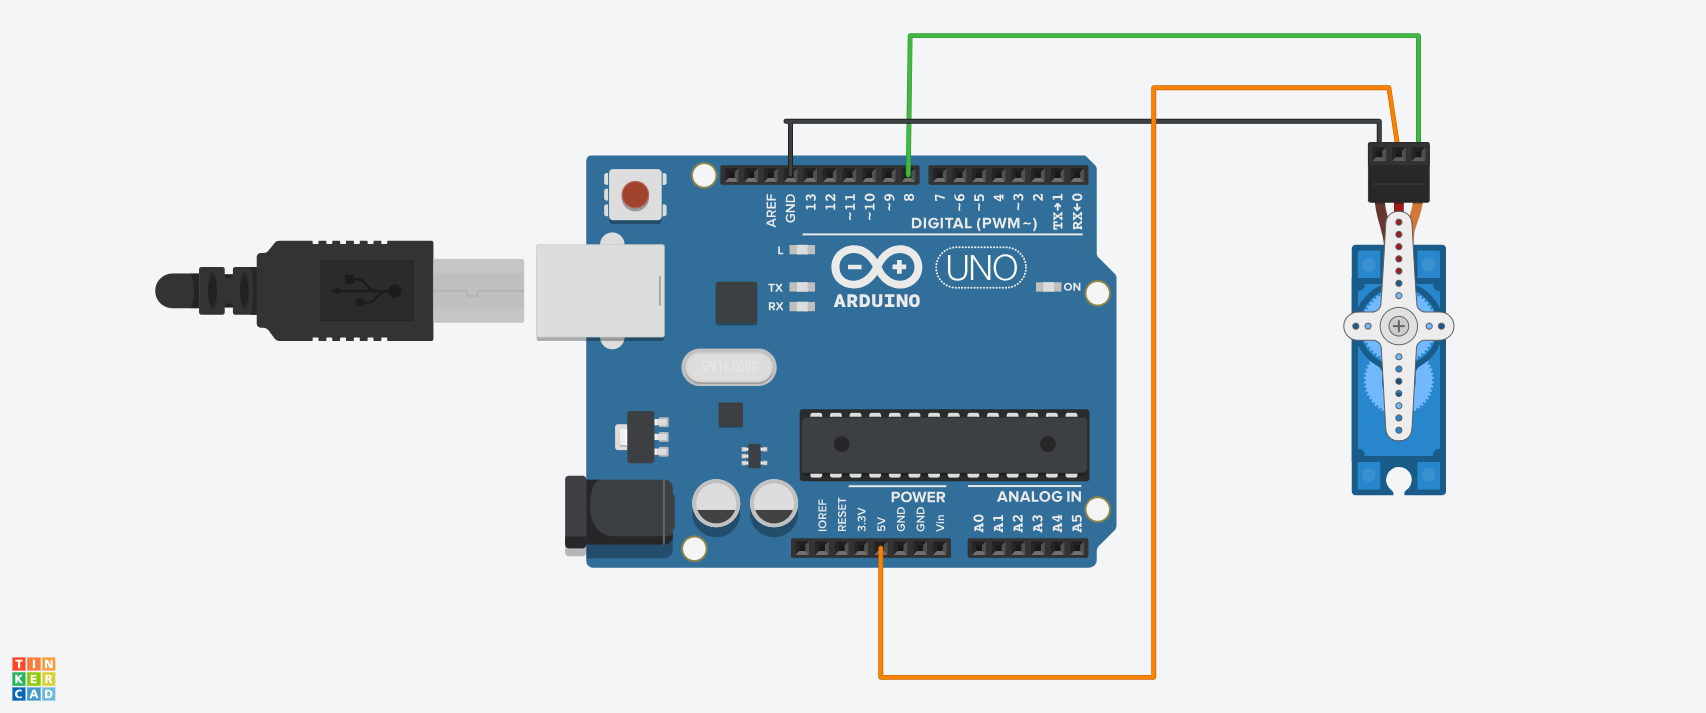 AREF
GND
13
12
~11
~10
~9
8
7
~6
~5
4
~3
2
TX→1
RX←0
DIGITAL (PWM~)
L
TX
RX
ARDUINO
UNO
ON
SPK16.000G
POWER
ANALOG IN
IOREF
RESET
3.3V
5V
GND
GND
Vin
A0
A1
A2
A3
A4
A5
TIN
KER
CAD